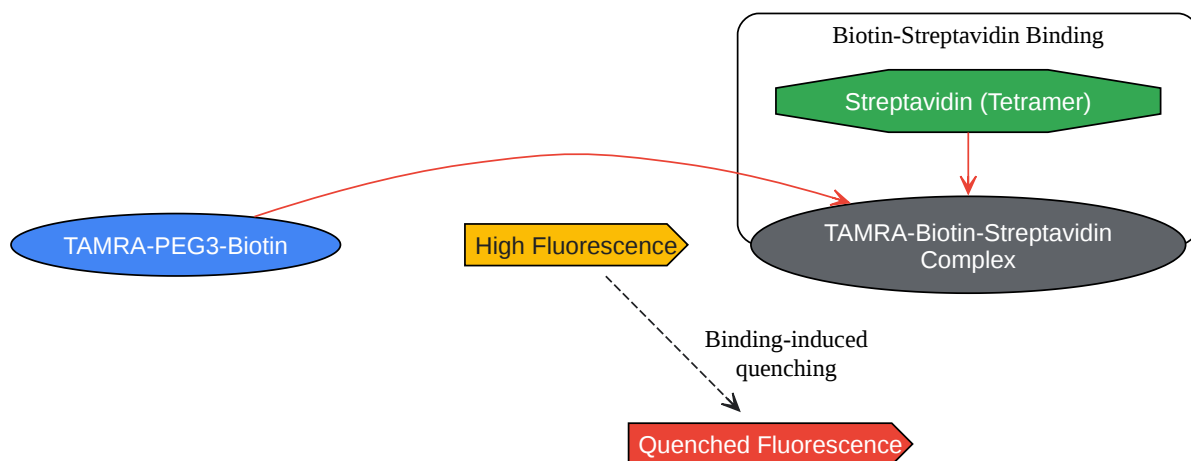 Biotin-Streptavidin Binding
Streptavidin (Tetramer)
TAMRA-PEG3-Biotin
High Fluorescence
TAMRA-Biotin-Streptavidin
Complex
Binding-induced
quenching
Quenched Fluorescence